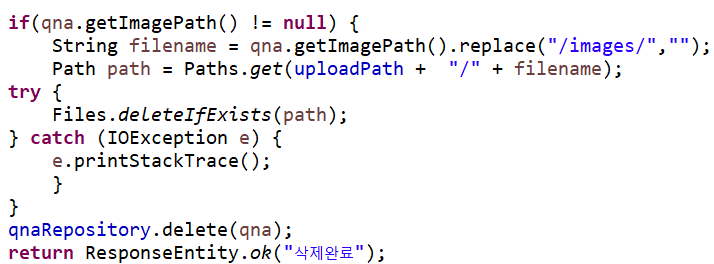 if(qna.getImagePath() != null) {
    String filename = qna.getImagePath().replace("/images/","");
    Path path = Paths.get(uploadPath +  "/" + filename);
try {
    Files.deleteIfExists(path);
} catch (IOException e) {
    e.printStackTrace();
    }
}
qnaRepository.delete(qna);
return ResponseEntity.ok("삭제완료");